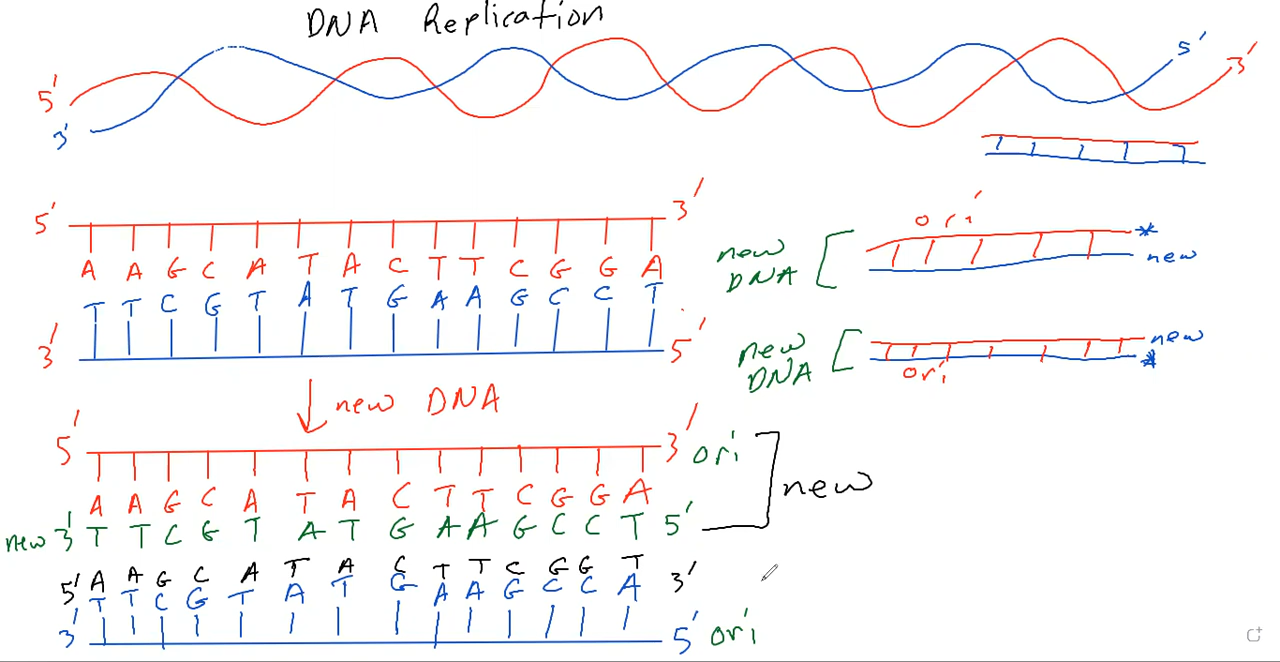 DNA Replication
5' 3'
5'
3'
5' 3'
A A G C A T A C T T C G G A
T T C G T A T G A A G C C T
3' 5'
ori *
new DNA new
new
new DNA *
ori
new DNA
5' 3' ori
A A G C A T A C T T C G G A new
new 3' T T C G T A T G A A G C C T 5'
5' A A G C A T A C T T C G G T 3'
T T C G T A T G A A G C C A
3' 5' ori